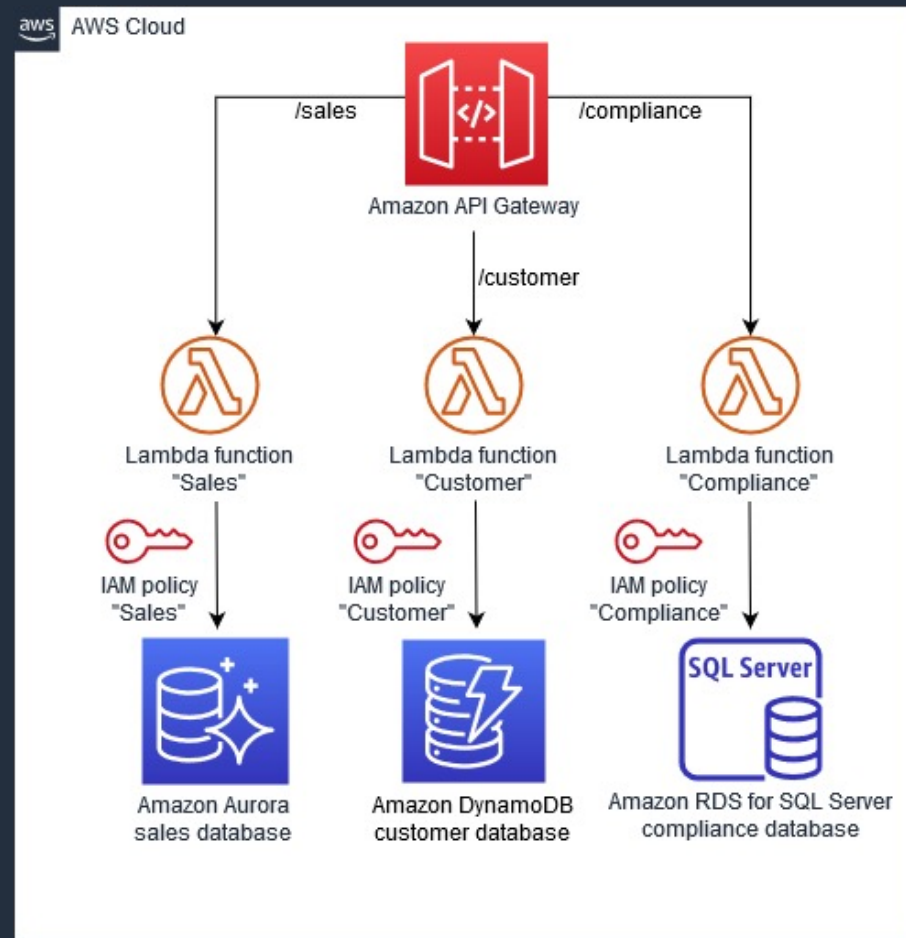 aws
AWS Cloud
/sales
/compliance
</>
Amazon API Gateway
/customer
Lambda function
"Sales"
Lambda function
"Customer"
Lambda function
"Compliance"
IAM policy
"Sales"
IAM policy
"Customer"
IAM policy
"Compliance"
SQL Server
Amazon Aurora
sales database
Amazon DynamoDB
customer database
Amazon RDS for SQL Server
compliance database